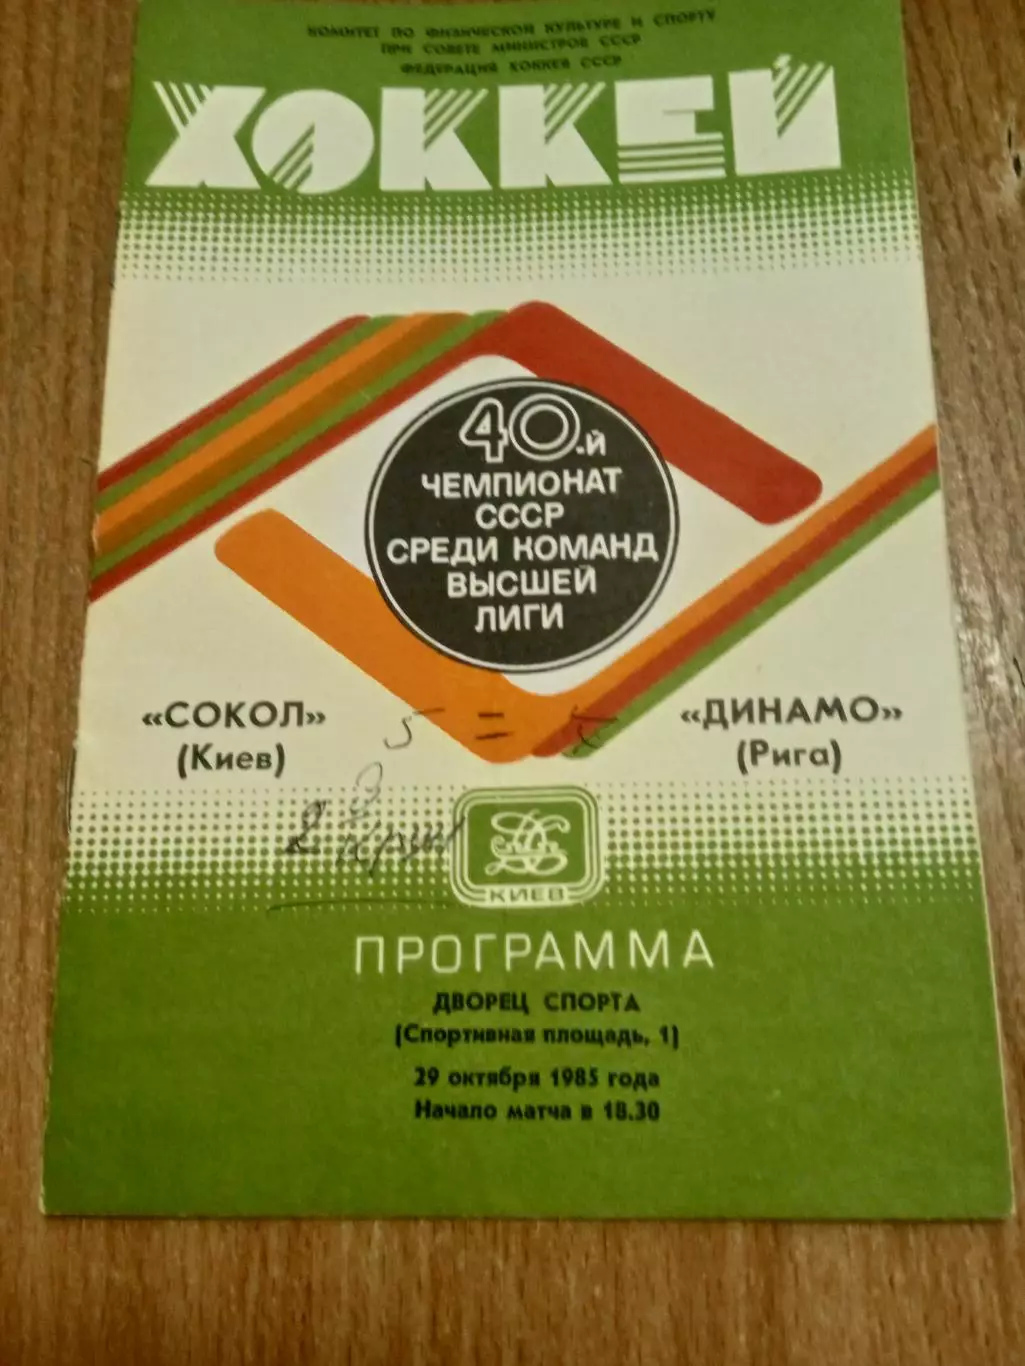 КОМИТЕТ ПО ФИЗИЧЕСКОЙ КУЛЬТУРЕ И СПОРТУ
ПРИ СОВЕТЕ МИНИСТРОВ СССР
ФЕДЕРАЦИЯ ХОККЕЯ СССР
ХОККЕЙ
40-й
ЧЕМПИОНАТ
СССР
СРЕДИ КОМАНД
ВЫСШЕЙ
ЛИГИ
«СОКОЛ» 5 = 5 «ДИНАМО»
(Киев) (Рига)
КИЕВ
ПРОГРАММА
ДВОРЕЦ СПОРТА
(Спортивная площадь, 1)
29 октября 1985 года
Начало матча в 18.30